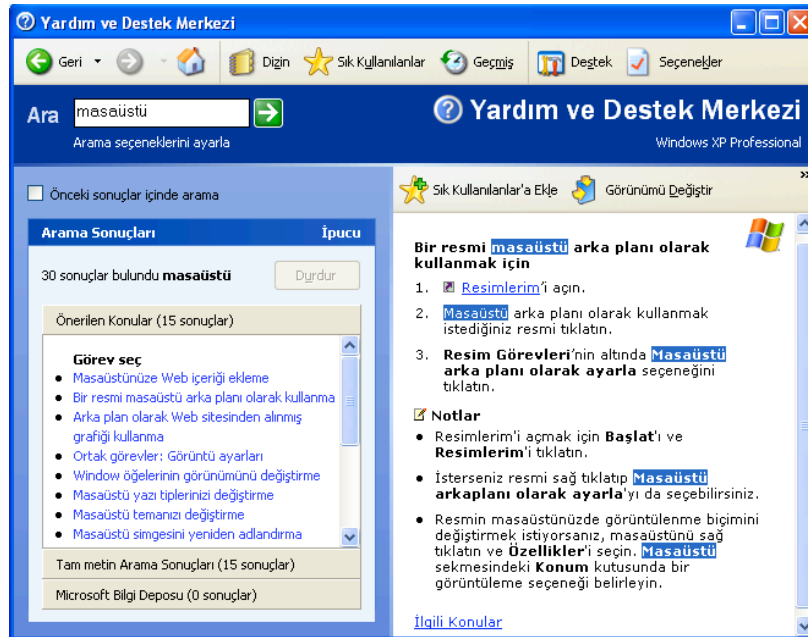 Yardım ve Destek Merkezi
Geri
Dizin
Sık Kullanılanlar
Geçmiş
Destek
Seçenekler
Ara
masaüstü
Arama seçeneklerini ayarla
Yardım ve Destek Merkezi
Windows XP Professional
Önceki sonuçlar içinde arama
Arama Sonuçları
İpucu
30 sonuçlar bulundu masaüstü
Durdur
Önerilen Konular (15 sonuçlar)
Görev seç
Masaüstünüze Web içeriği ekleme
Bir resmi masaüstü arka planı olarak kullanma
Arka plan olarak Web sitesinden alınmış
grafiği kullanma
Ortak görevler: Görüntü ayarları
Window öğelerinin görünümünü değiştirme
Masaüstü yazı tiplerinizi değiştirme
Masaüstü temanızı değiştirme
Masaüstü simgesini yeniden adlandırma
Tam metin Arama Sonuçları (15 sonuçlar)
Microsoft Bilgi Deposu (0 sonuçlar)
Sık Kullanılanlar'a Ekle
Görünümü Değiştir
Bir resmi masaüstü arka planı olarak
kullanmak için
1. Resimlerim'i açın.
2. Masaüstü arka planı olarak kullanmak
istediğiniz resmi tıklatın.
3. Resim Görevleri'nin altında Masaüstü
arka planı olarak ayarla seçeneğini
tıklatın.
Notlar
Resimlerim'i açmak için Başlat'ı ve
Resimlerim'i tıklatın.
İsterseniz resmi sağ tıklatıp Masaüstü
arkaplanı olarak ayarla'yı da seçebilirsiniz.
Resmin masaüstünüzde görüntülenme biçimini
değiştirmek istiyorsanız, masaüstünü sağ
tıklatın ve Özellikler'i seçin. Masaüstü
sekmesindeki Konum kutusunda bir
görüntüleme seçeneği belirleyin.
İlgili Konular